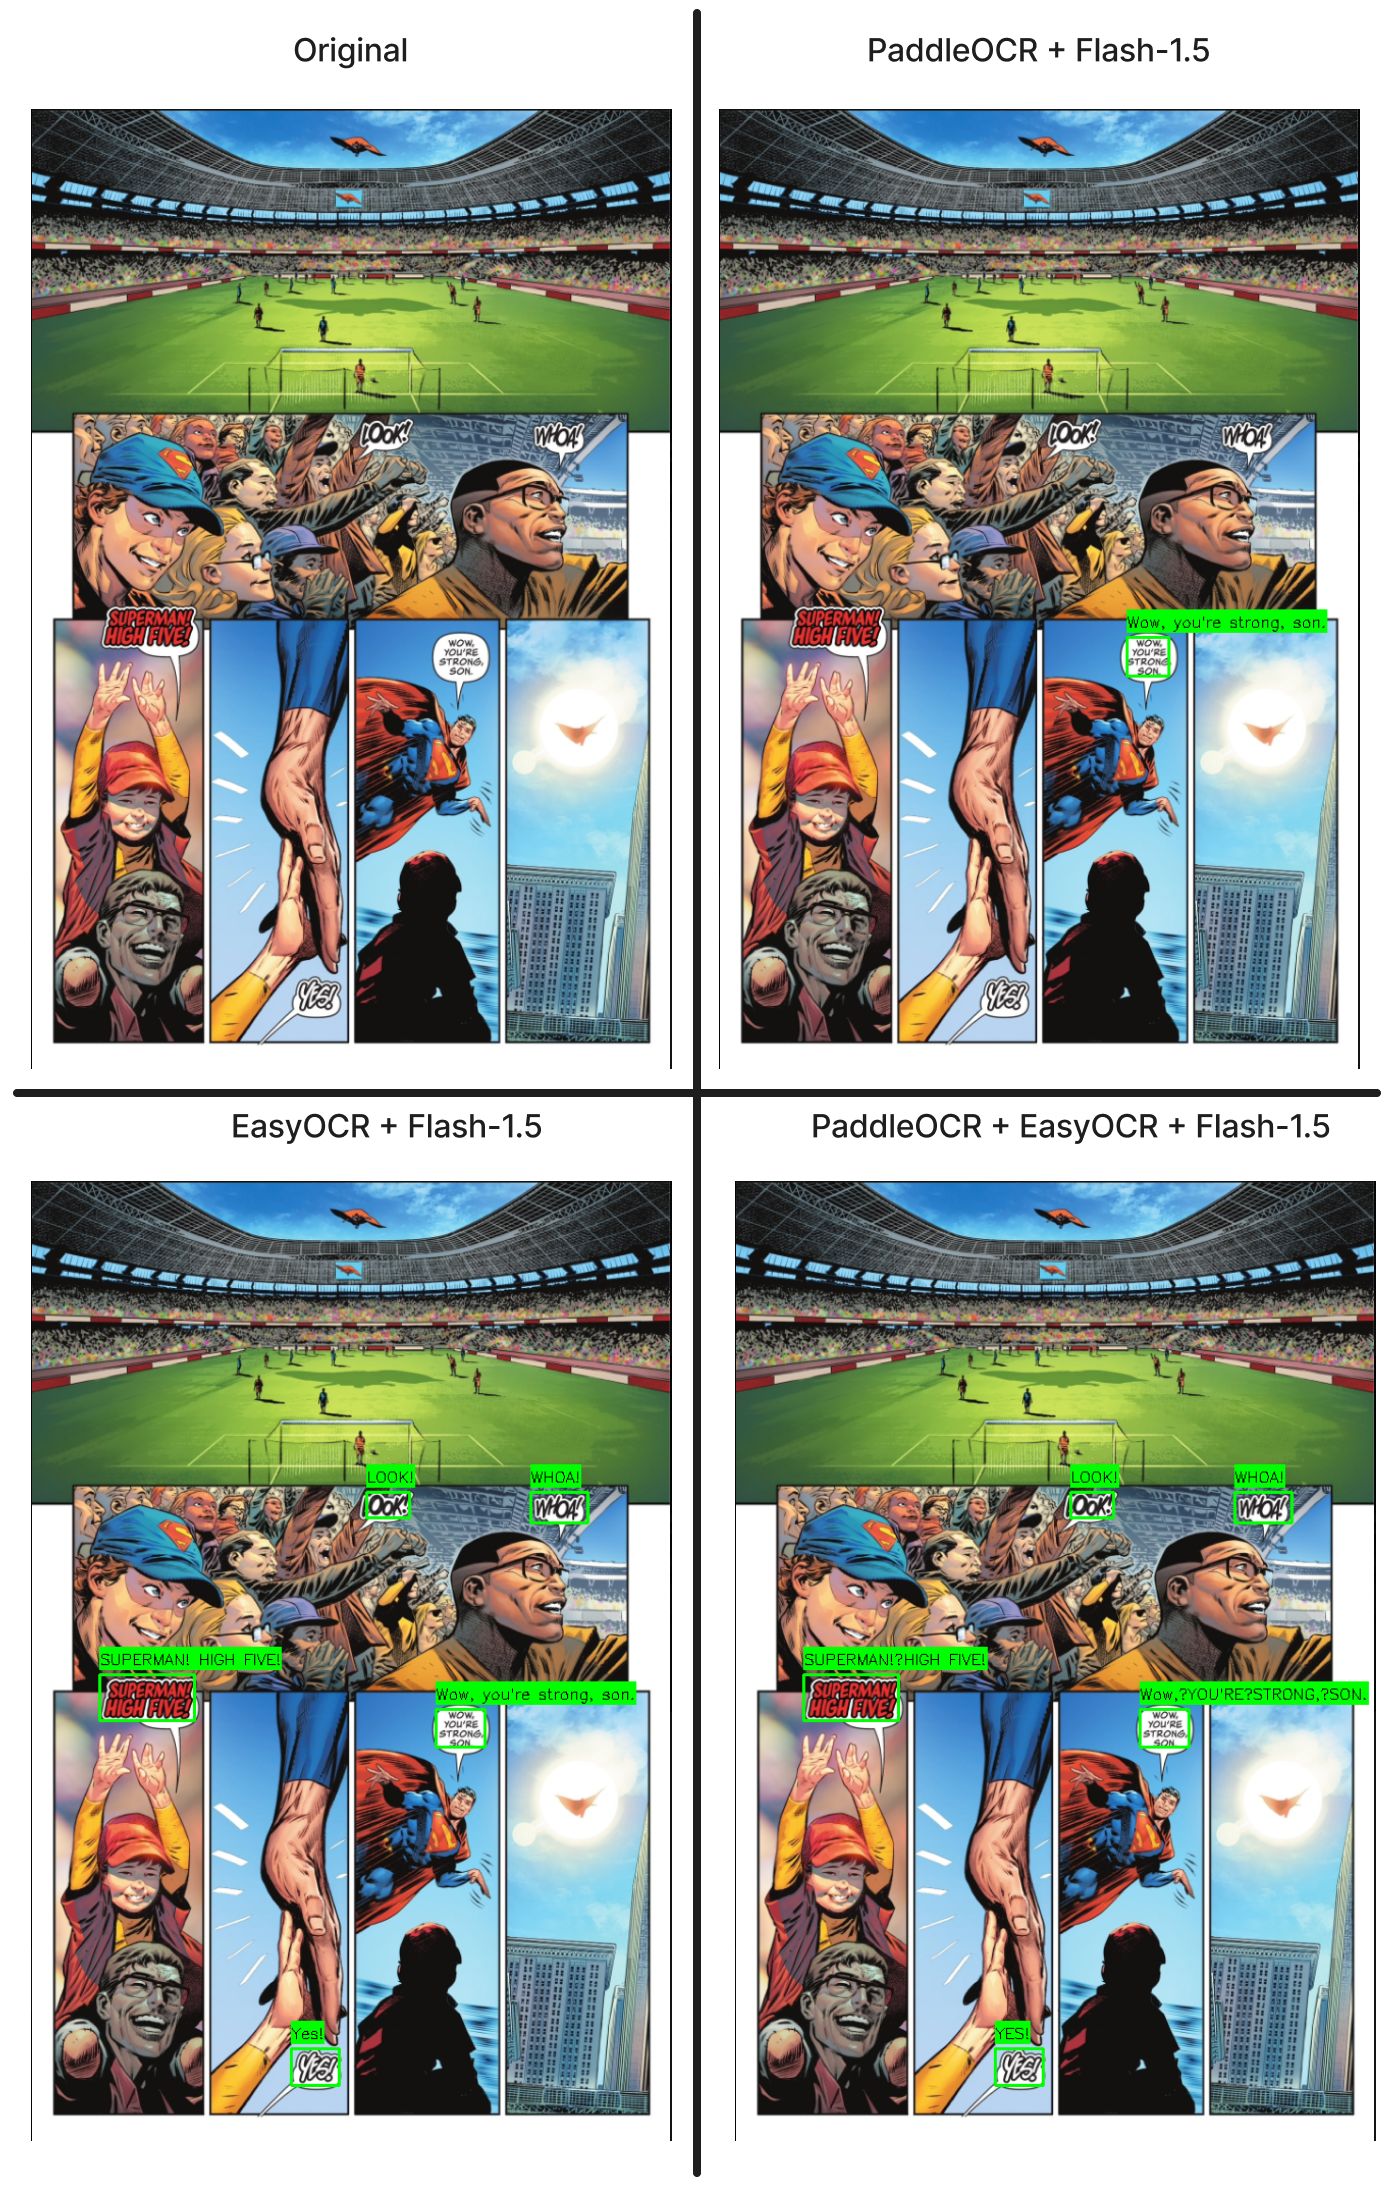 Original
LOOK!
WHOA!
SUPERMAN!
HIGH FIVE!
WOW,
YOU'RE
STRONG,
SON.
YES!
PaddleOCR + Flash-1.5
LOOK!
WHOA!
SUPERMAN!
HIGH FIVE!
Wow, you're strong, son.
WOW,
YOU'RE
STRONG,
SON.
YES!
EasyOCR + Flash-1.5
LOOK!
WHOA!
LOOK!
WHOA!
SUPERMAN! HIGH FIVE!
SUPERMAN!
HIGH FIVE!
Wow, you're strong, son.
WOW,
YOU'RE
STRONG,
SON
Yes!
YES!
PaddleOCR + EasyOCR + Flash-1.5
LOOK!
WHOA!
LOOK!
WHOA!
SUPERMAN!?HIGH FIVE!
SUPERMAN!
HIGH FIVE!
Wow,?YOU'RE?STRONG,?SON.
WOW,
YOU'RE
STRONG,
SON.
YES!
YES!